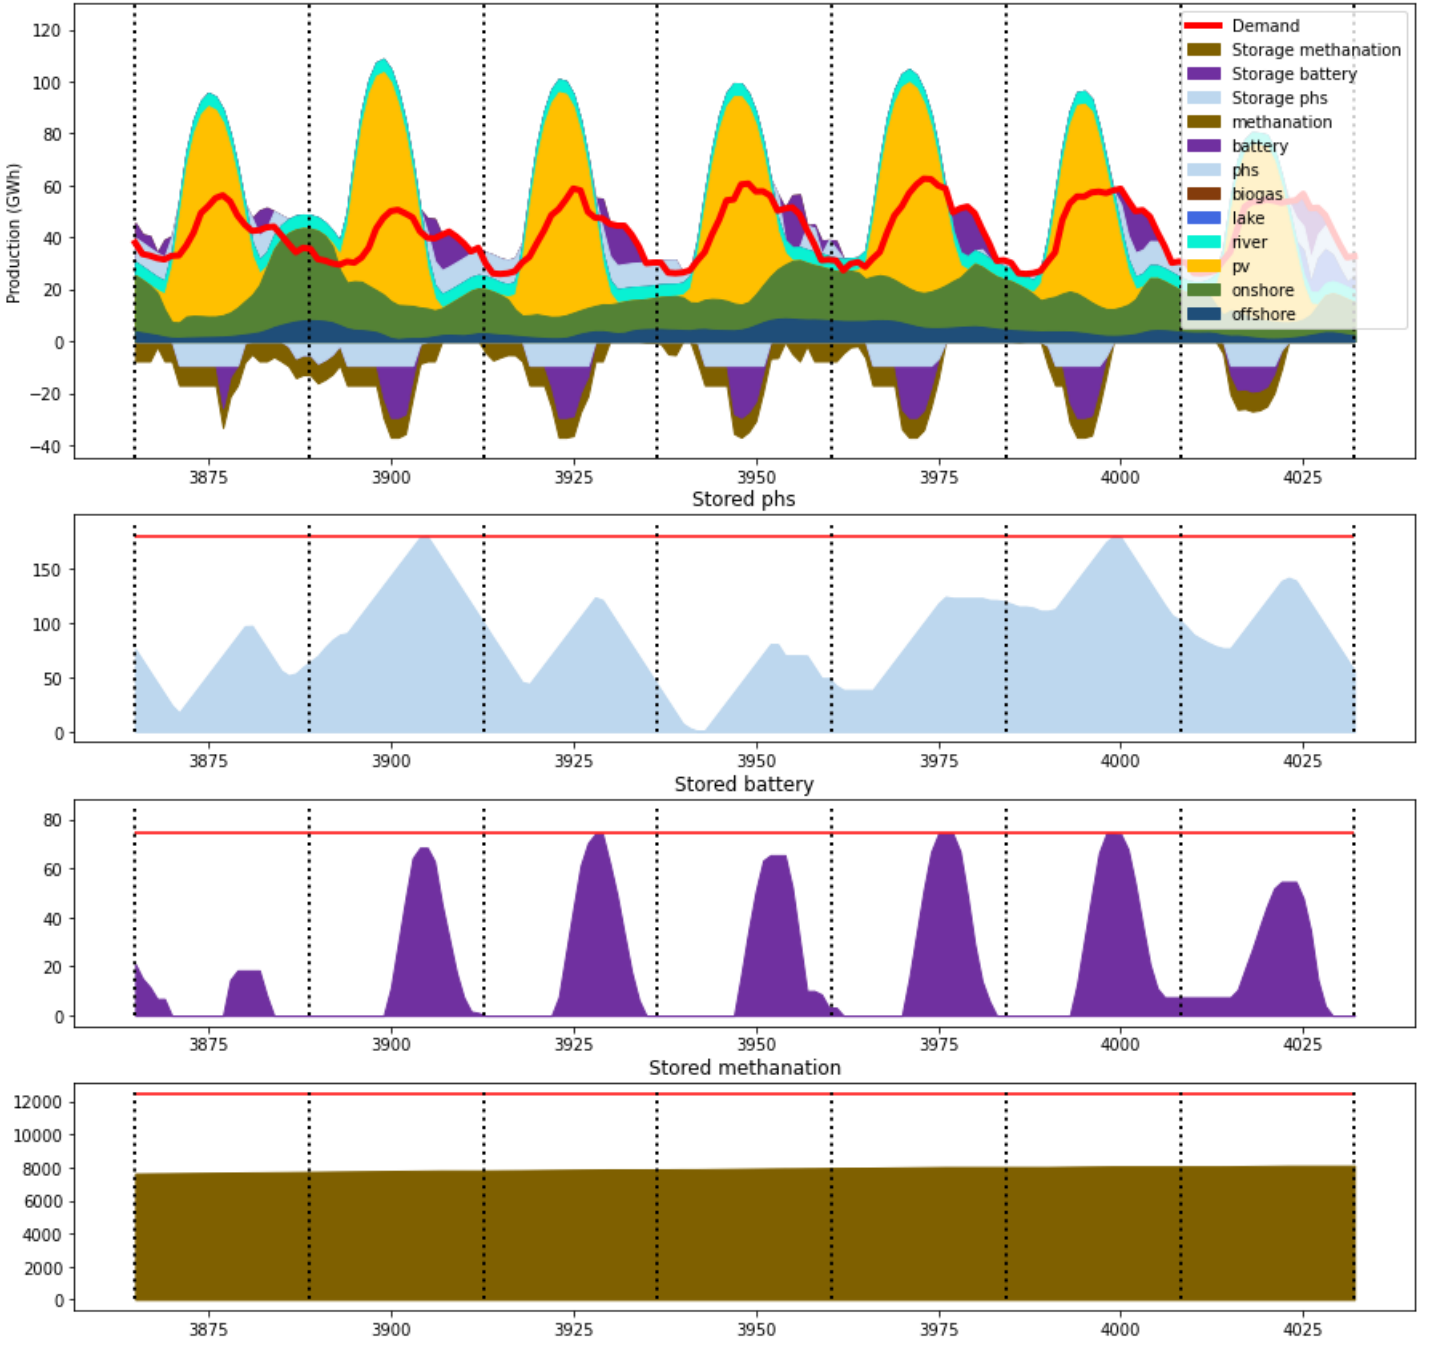 Production (GWh)
120
100
80
60
40
20
0
−20
−40
Demand
Storage methanation
Storage battery
Storage phs
methanation
battery
phs
biogas
lake
river
pv
onshore
offshore
3875 3900 3925 3950 3975 4000 4025
Stored phs
150
100
50
0
3875 3900 3925 3950 3975 4000 4025
Stored battery
80
60
40
20
0
3875 3900 3925 3950 3975 4000 4025
Stored methanation
12000
10000
8000
6000
4000
2000
0
3875 3900 3925 3950 3975 4000 4025